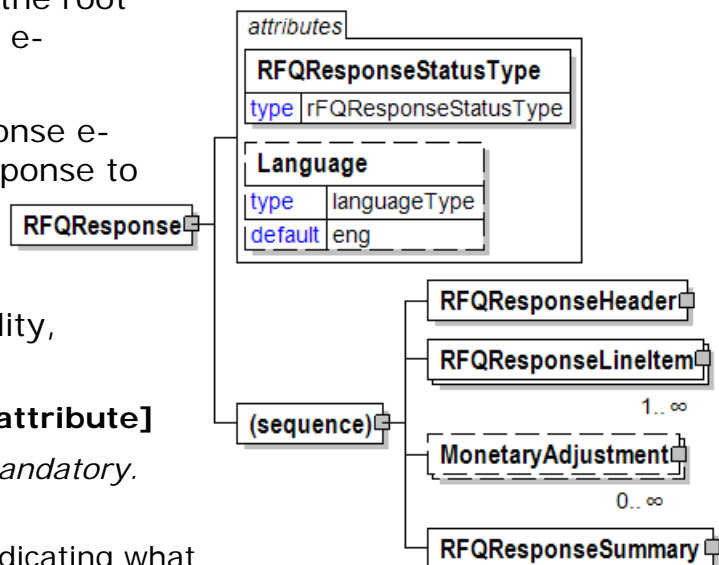 the root
e-
onse e-
ponse to
lity,
attribute]
andatory.
dicating what
attributes
RFQResponseStatusType
type rFQResponseStatusType
Language
type languageType
default eng
RFQResponse
(sequence)
RFQResponseHeader
RFQResponseLineItem
1.. ∞
MonetaryAdjustment
0.. ∞
RFQResponseSummary